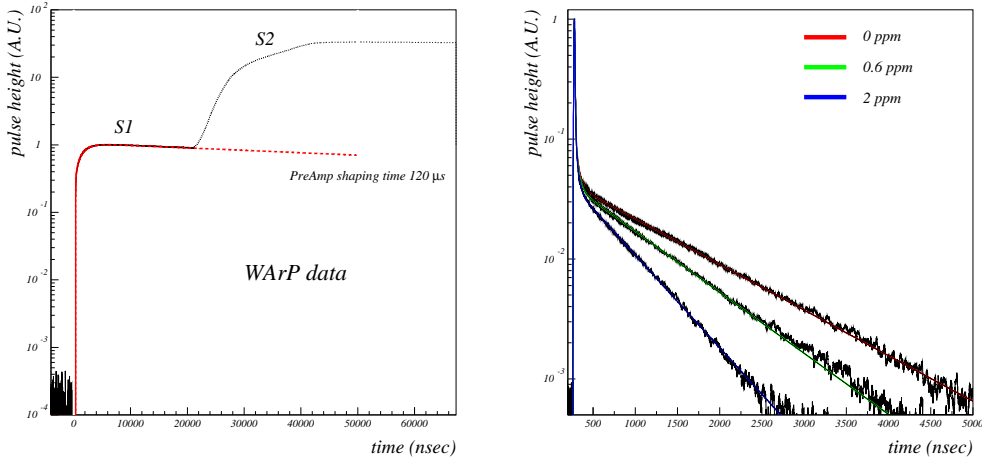 pulse height (A.U.)
10^2
10
1
10^-1
10^-2
10^-3
10^-4
S1
S2
PreAmp shaping time 120 μs
WArP data
0
10000
20000
30000
40000
50000
60000
time (nsec)
pulse height (A.U.)
1
10^-1
10^-2
10^-3
0 ppm
0.6 ppm
2 ppm
500
1000
1500
2000
2500
3000
3500
4000
4500
5000
time (nsec)